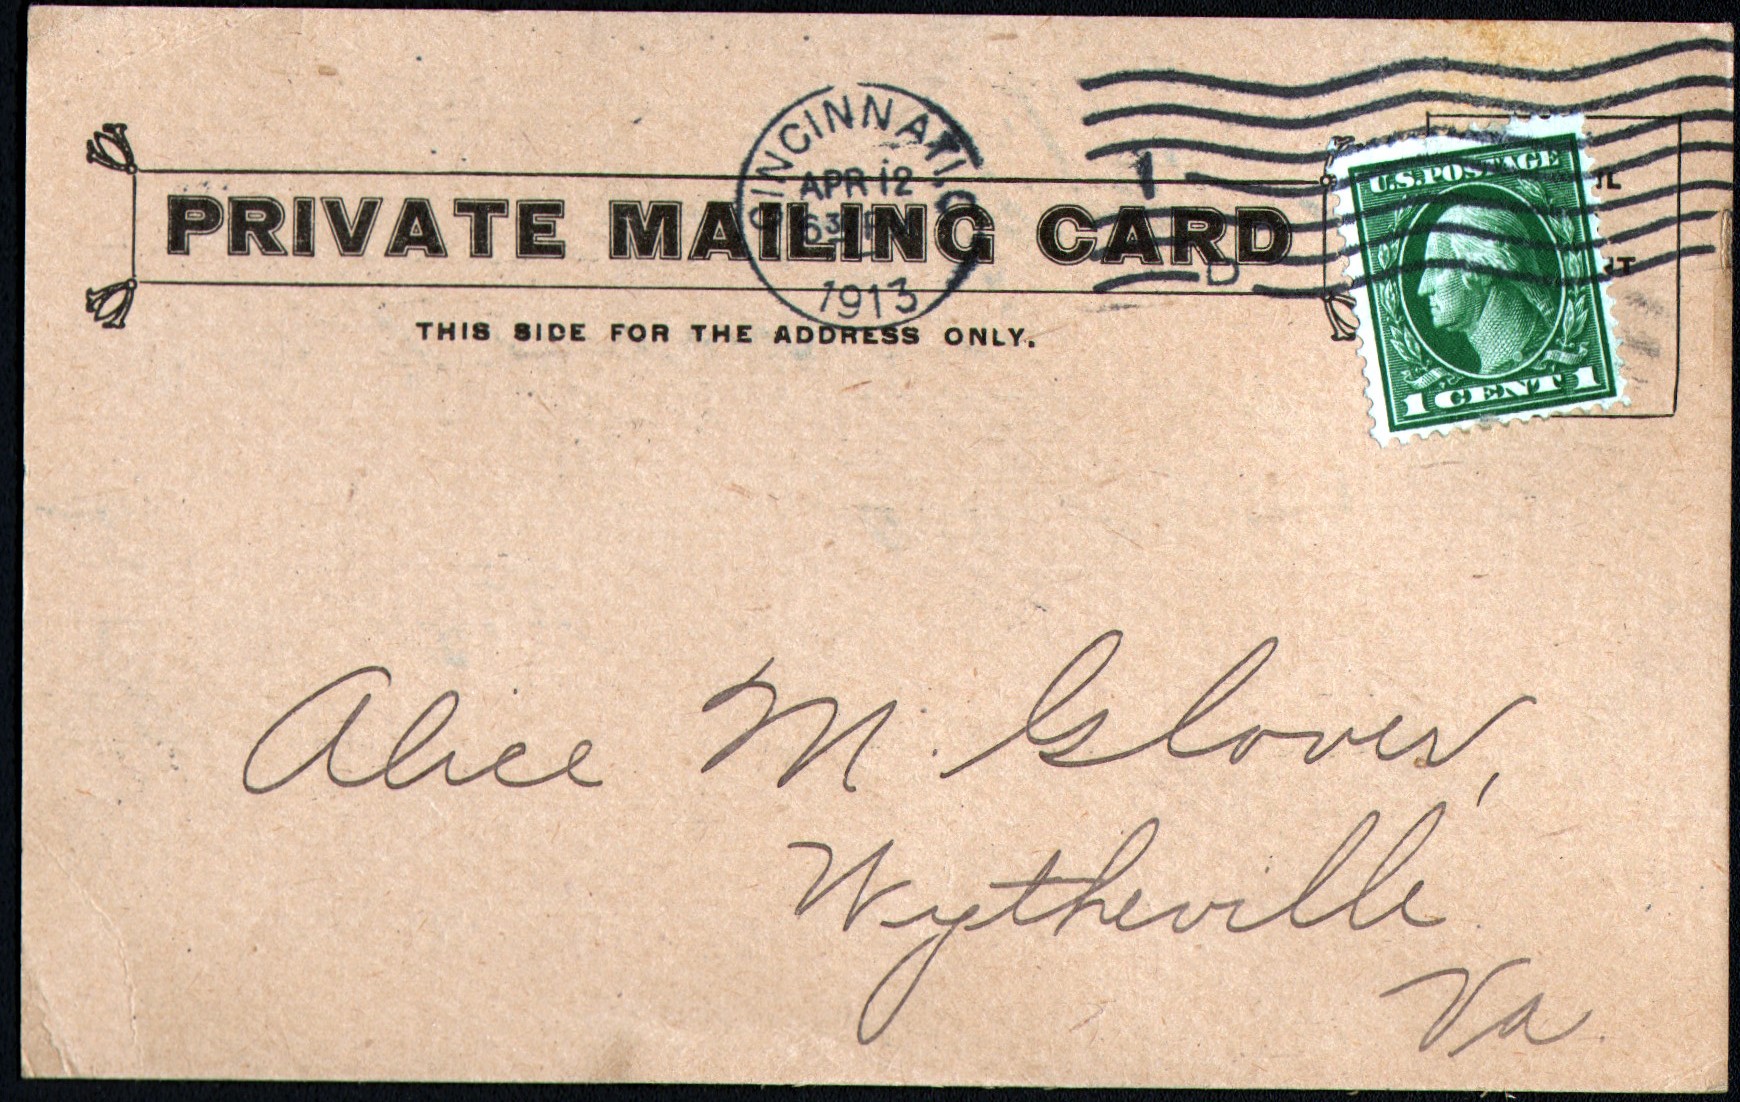 CINCINNATI, O.
APR 12
1913
1
D
PRIVATE MAILING CARD
THIS SIDE FOR THE ADDRESS ONLY.
U.S. POSTAGE
1 CENT 1
Alice M. Glover,
Wytheville
Va.